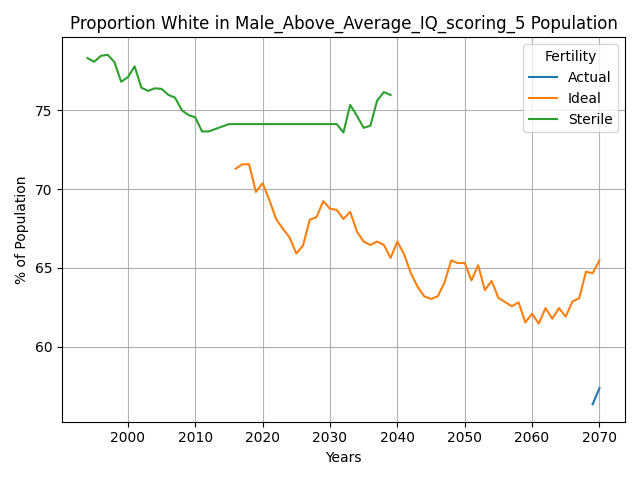 Proportion White in Male_Above_Average_IQ_scoring_5 Population
Fertility
Actual
Ideal
Sterile
% of Population
75
70
65
60
2000 2010 2020 2030 2040 2050 2060 2070
Years